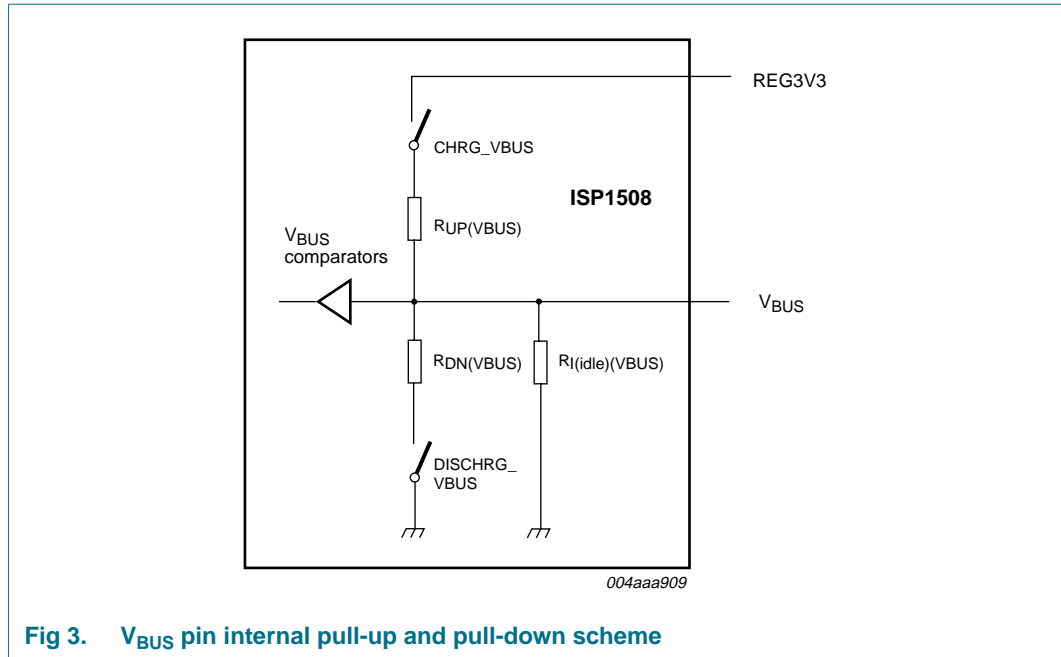 REG3V3
CHRG_VBUS
ISP1508
RUP(VBUS)
VBUS
comparators
VBUS
RDN(VBUS)
RI(idle)(VBUS)
DISCHRG_
VBUS
004aaa909
Fig 3. VBUS pin internal pull-up and pull-down scheme